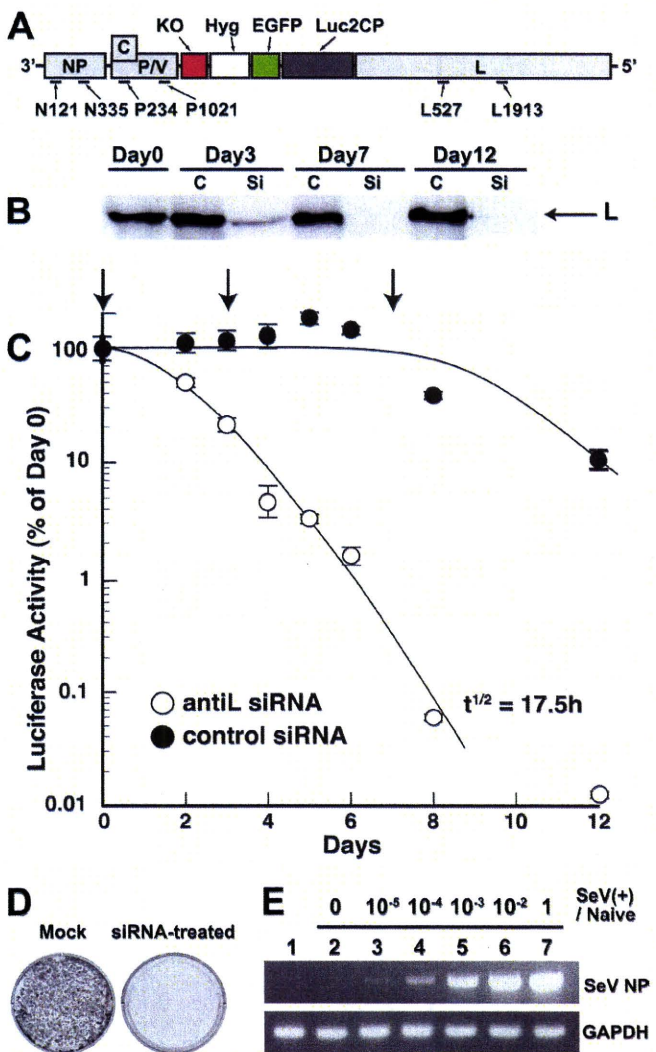 A
KO Hyg EGFP Luc2CP
C
3' NP P/V L 5'
N121 N335 P234 P1021 L527 L1913
Day0 Day3 Day7 Day12
C Si C Si C Si
B L
C
Luciferase Activity (% of Day 0)
100
10
1
0.1
0.01
antiL siRNA
control siRNA
t1/2 = 17.5h
0 2 4 6 8 10 12
Days
D
Mock siRNA-treated
E
0 10-5 10-4 10-3 10-2 1 SeV(+)
/ Naive
1 2 3 4 5 6 7
SeV NP
GAPDH